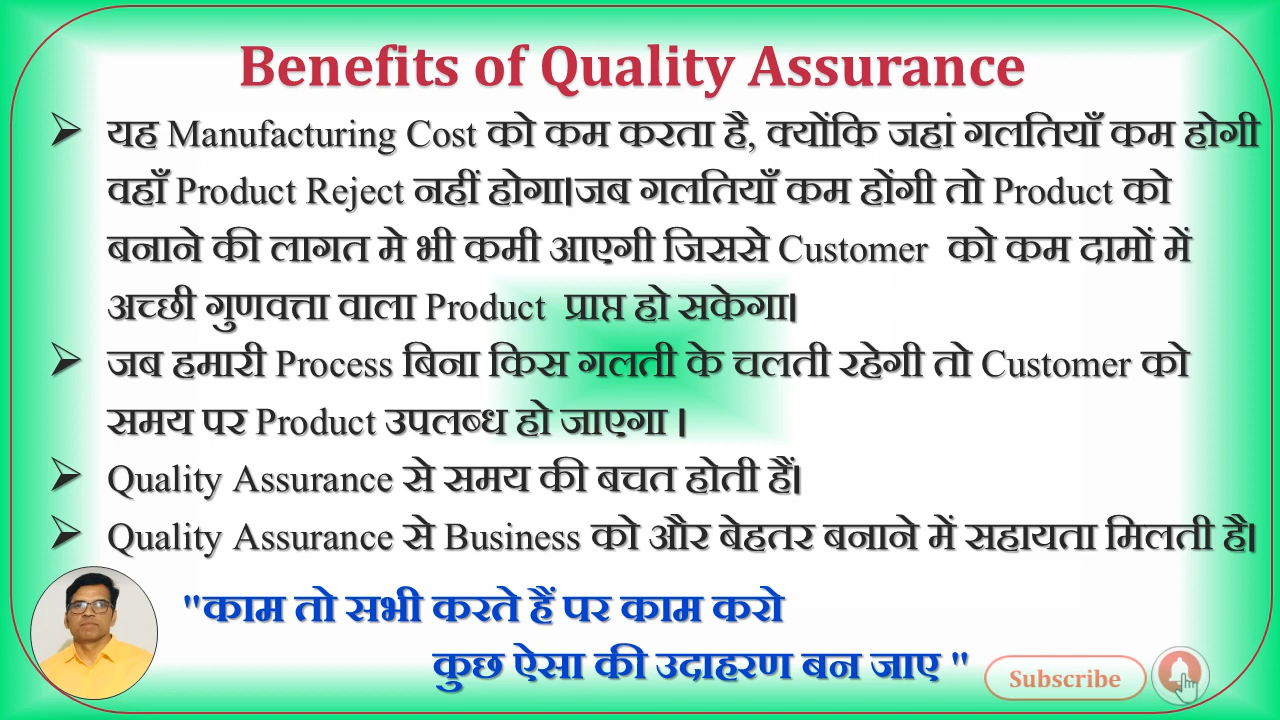 Benefits of Quality Assurance
➢ यह Manufacturing Cost को कम करता है, क्योंकि जहां गलतियाँ कम होगी
वहाँ Product Reject नहीं होगा।जब गलतियाँ कम होंगी तो Product को
बनाने की लागत मे भी कमी आएगी जिससे Customer को कम दामों में
अच्छी गुणवत्ता वाला Product प्राप्त हो सकेगा।
➢ जब हमारी Process बिना किस गलती के चलती रहेगी तो Customer को
समय पर Product उपलब्ध हो जाएगा ।
➢ Quality Assurance से समय की बचत होती हैं।
➢ Quality Assurance से Business को और बेहतर बनाने में सहायता मिलती है।
"काम तो सभी करते हैं पर काम करो
कुछ ऐसा की उदाहरण बन जाए "
Subscribe